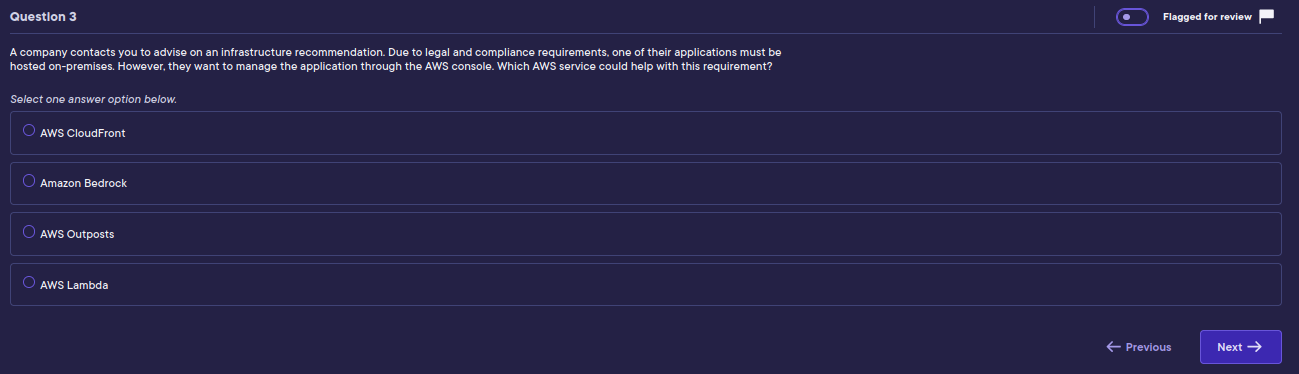 Question 3
Flagged for review
A company contacts you to advise on an infrastructure recommendation. Due to legal and compliance requirements, one of their applications must be
hosted on-premises. However, they want to manage the application through the AWS console. Which AWS service could help with this requirement?
Select one answer option below.
AWS CloudFront
Amazon Bedrock
AWS Outposts
AWS Lambda
Previous
Next